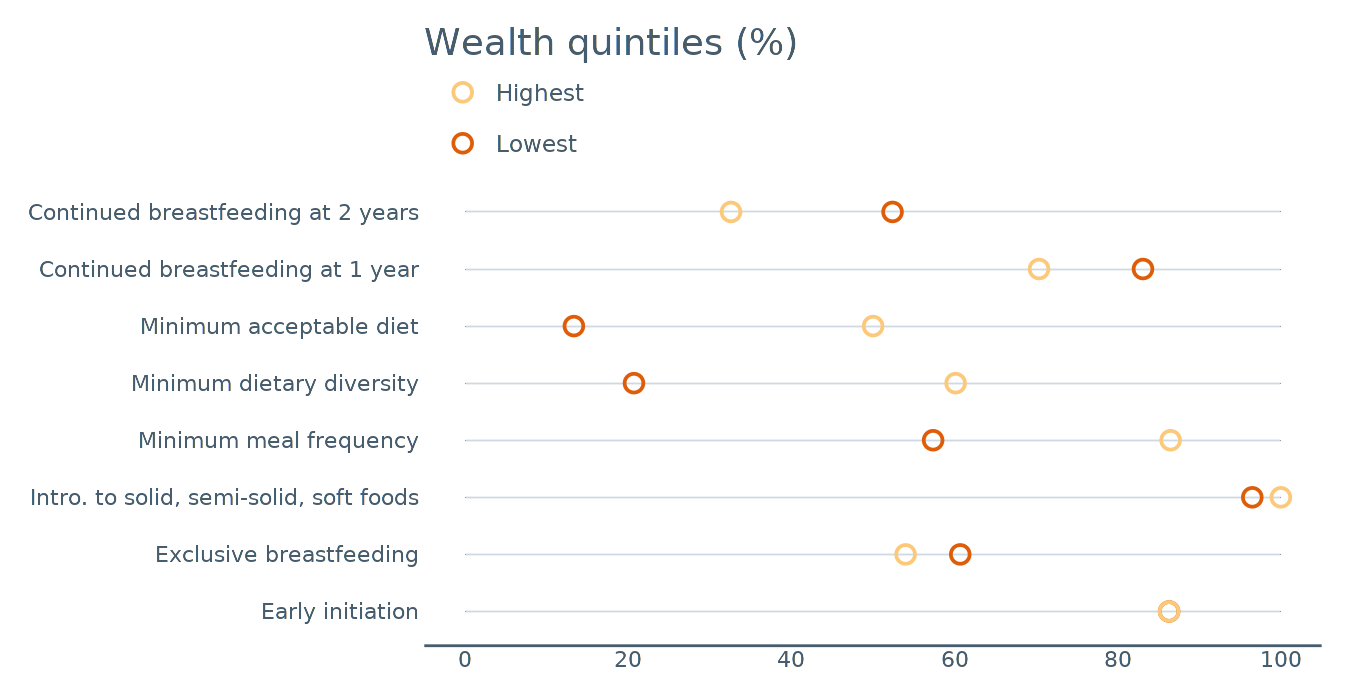 Wealth quintiles (%)
Highest
Lowest
Continued breastfeeding at 2 years
Continued breastfeeding at 1 year
Minimum acceptable diet
Minimum dietary diversity
Minimum meal frequency
Intro. to solid, semi-solid, soft foods
Exclusive breastfeeding
Early initiation
0 20 40 60 80 100